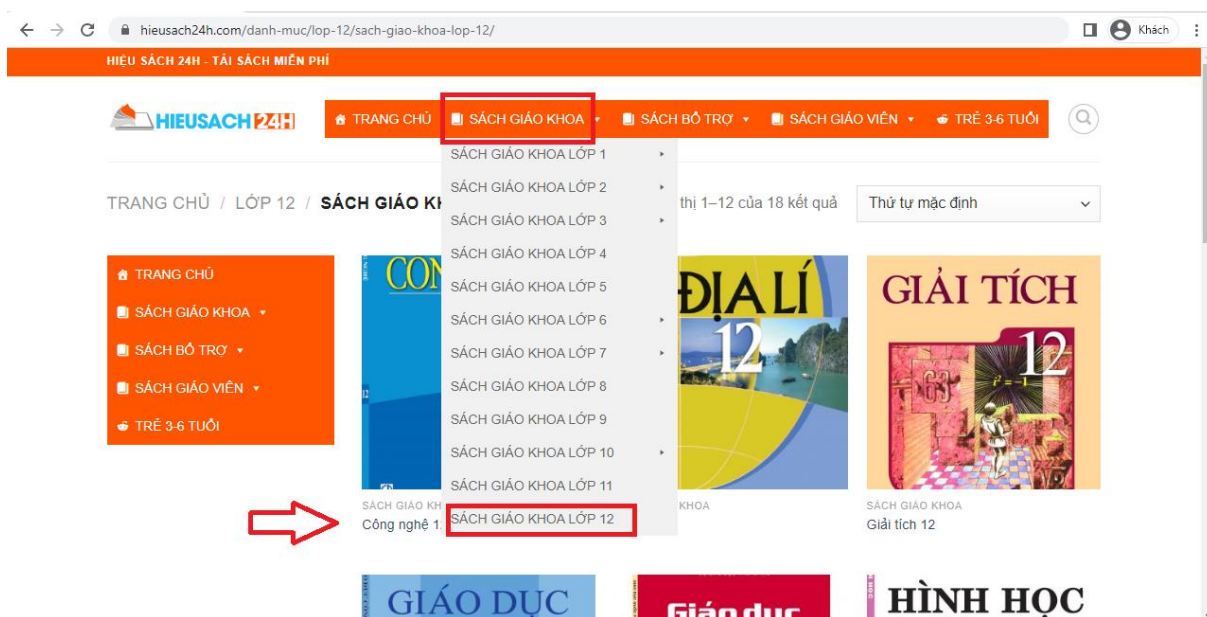 hieusach24h.com/danh-muc/lop-12/sach-giao-khoa-lop-12/
Khách
HIỆU SÁCH 24H - TẢI SÁCH MIỄN PHÍ
HIEUSACH 24H
TRANG CHỦ
SÁCH GIÁO KHOA
SÁCH BỔ TRỢ
SÁCH GIÁO VIÊN
TRẺ 3-6 TUỔI
SÁCH GIÁO KHOA LỚP 1
SÁCH GIÁO KHOA LỚP 2
SÁCH GIÁO KHOA LỚP 3
SÁCH GIÁO KHOA LỚP 4
SÁCH GIÁO KHOA LỚP 5
SÁCH GIÁO KHOA LỚP 6
SÁCH GIÁO KHOA LỚP 7
SÁCH GIÁO KHOA LỚP 8
SÁCH GIÁO KHOA LỚP 9
SÁCH GIÁO KHOA LỚP 10
SÁCH GIÁO KHOA LỚP 11
SÁCH GIÁO KHOA LỚP 12
TRANG CHỦ / LỚP 12 / SÁCH GIÁO
thị 1–12 của 18 kết quả
Thứ tự mặc định
TRANG CHỦ
SÁCH GIÁO KHOA
SÁCH BỔ TRỢ
SÁCH GIÁO VIÊN
TRẺ 3-6 TUỔI
12
ĐỊA LÍ
12
GIẢI TÍCH
12
i² = -1
SÁCH GIÁO
Công nghệ
KHOA
SÁCH GIÁO KHOA
Giải tích 12
GIÁO DỤC
Giáo dục
HÌNH HỌC